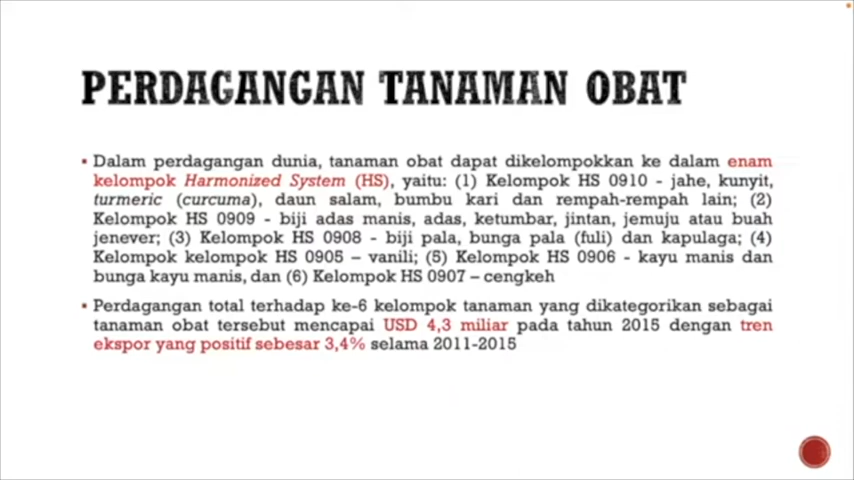 PERDAGANGAN TANAMAN OBAT
▪ Dalam perdagangan dunia, tanaman obat dapat dikelompokkan ke dalam enam
kelompok Harmonized System (HS), yaitu: (1) Kelompok HS 0910 - jahe, kunyit,
turmeric (curcuma), daun salam, bumbu kari dan rempah-rempah lain; (2)
Kelompok HS 0909 - biji adas manis, adas, ketumbar, jintan, jemuju atau buah
jenever; (3) Kelompok HS 0908 - biji pala, bunga pala (fuli) dan kapulaga; (4)
Kelompok kelompok HS 0905 – vanili; (5) Kelompok HS 0906 - kayu manis dan
bunga kayu manis, dan (6) Kelompok HS 0907 – cengkeh
▪ Perdagangan total terhadap ke-6 kelompok tanaman yang dikategorikan sebagai
tanaman obat tersebut mencapai USD 4,3 miliar pada tahun 2015 dengan tren
ekspor yang positif sebesar 3,4% selama 2011-2015